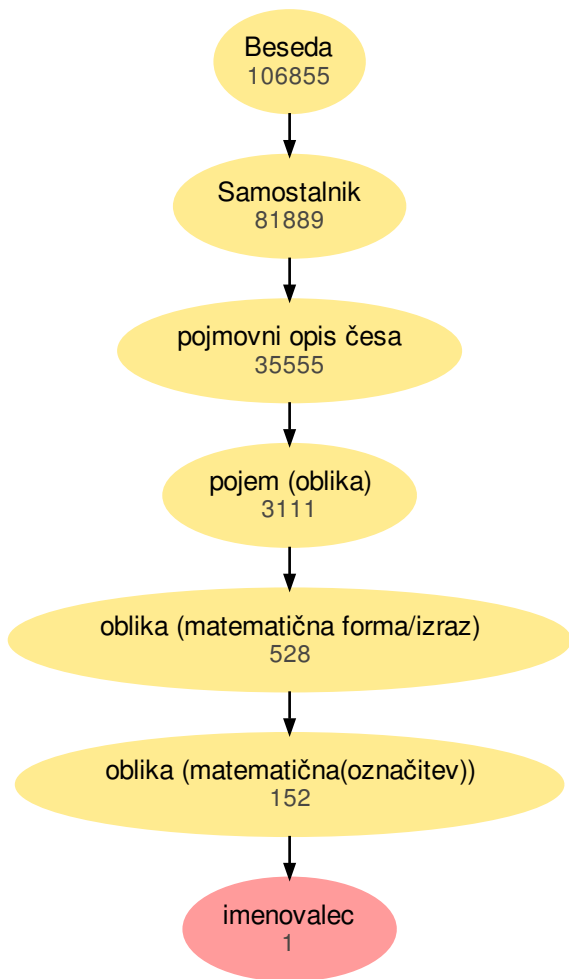 Beseda
106855
Samostalnik
81889
pojmovni opis česa
35555
pojem (oblika)
3111
oblika (matematična forma/izraz)
528
oblika (matematična(označitev))
152
imenovalec
1